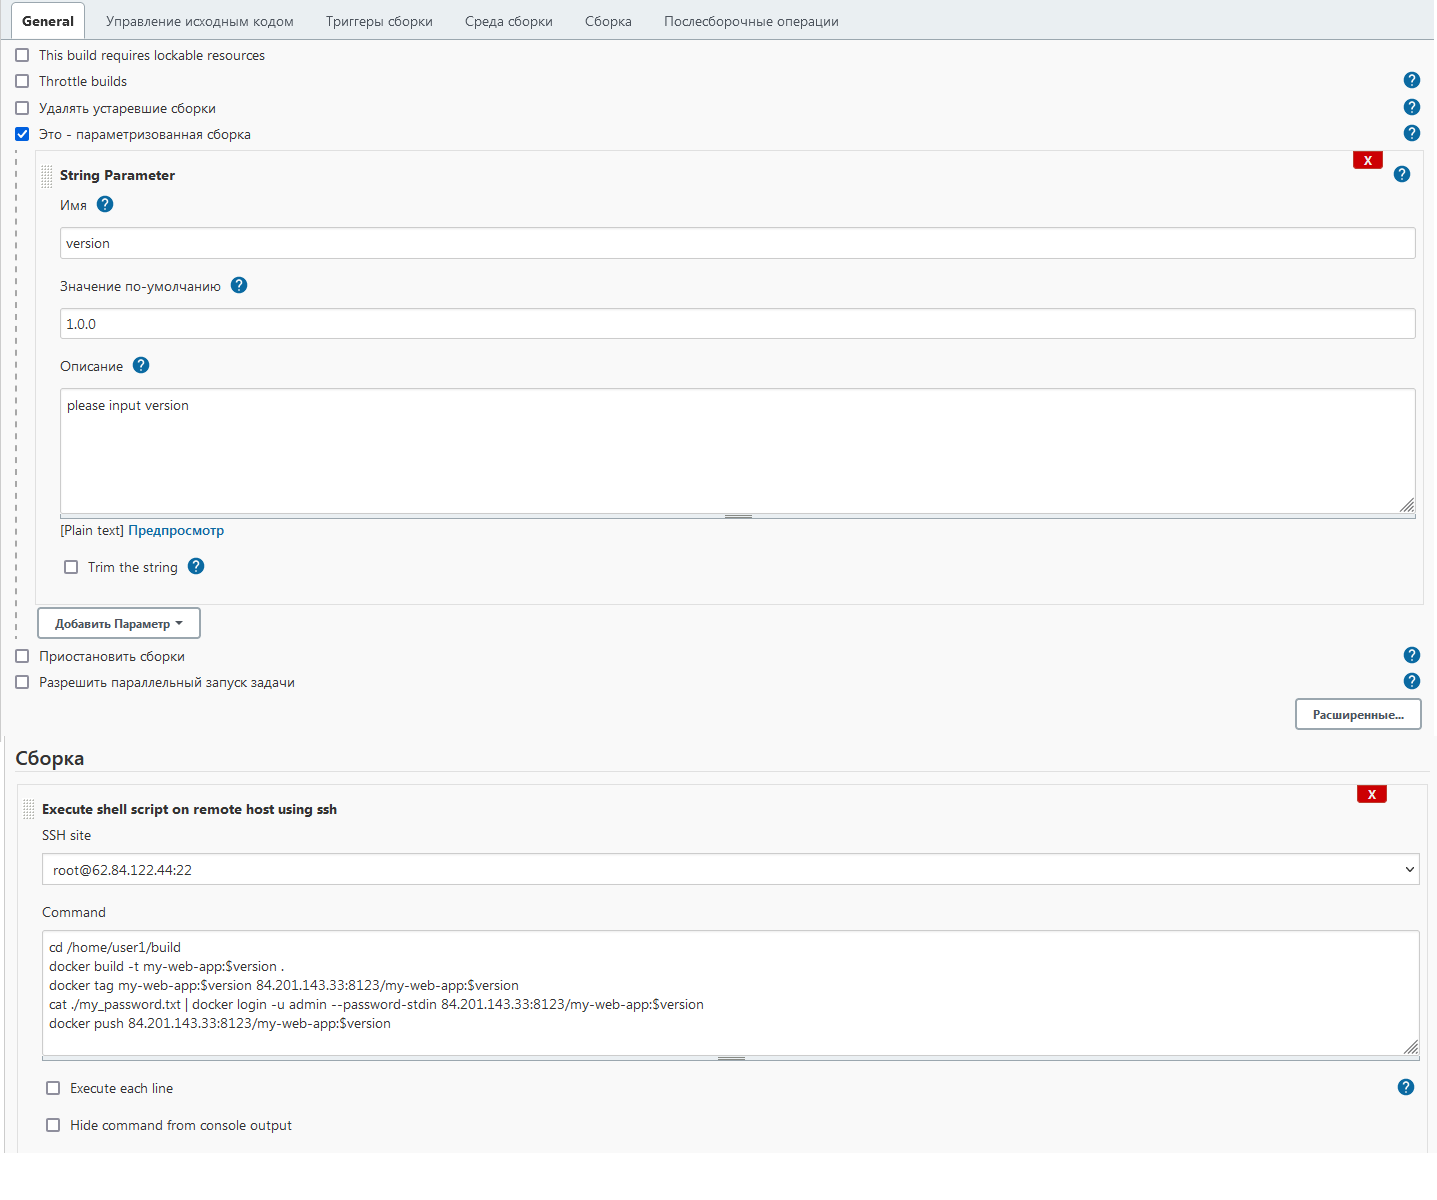 General Управление исходным кодом Триггеры сборки Среда сборки Сборка Послесборочные операции
This build requires lockable resources
Throttle builds ?
Удалять устаревшие сборки ?
Это - параметризованная сборка ?
X
String Parameter ?
Имя ?
version
Значение по-умолчанию ?
1.0.0
Описание ?
please input version
[Plain text] Предпросмотр
Trim the string ?
Добавить Параметр
Приостановить сборки ?
Разрешить параллельный запуск задачи ?
Расширенные...
Сборка
X
Execute shell script on remote host using ssh
SSH site
root@62.84.122.44:22
Command
cd /home/user1/build
docker build -t my-web-app:$version .
docker tag my-web-app:$version 84.201.143.33:8123/my-web-app:$version
cat ./my_password.txt | docker login -u admin --password-stdin 84.201.143.33:8123/my-web-app:$version
docker push 84.201.143.33:8123/my-web-app:$version
Execute each line ?
Hide command from console output